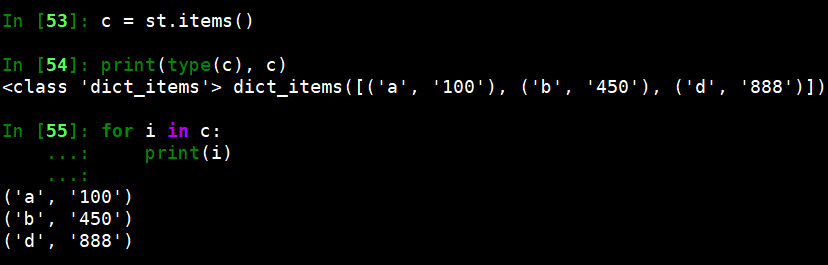 In [53]: c = st.items()
In [54]: print(type(c), c)
<class 'dict_items'> dict_items([('a', '100'), ('b', '450'), ('d', '888')])
In [55]: for i in c:
    ...:     print(i)
    ...:
('a', '100')
('b', '450')
('d', '888')